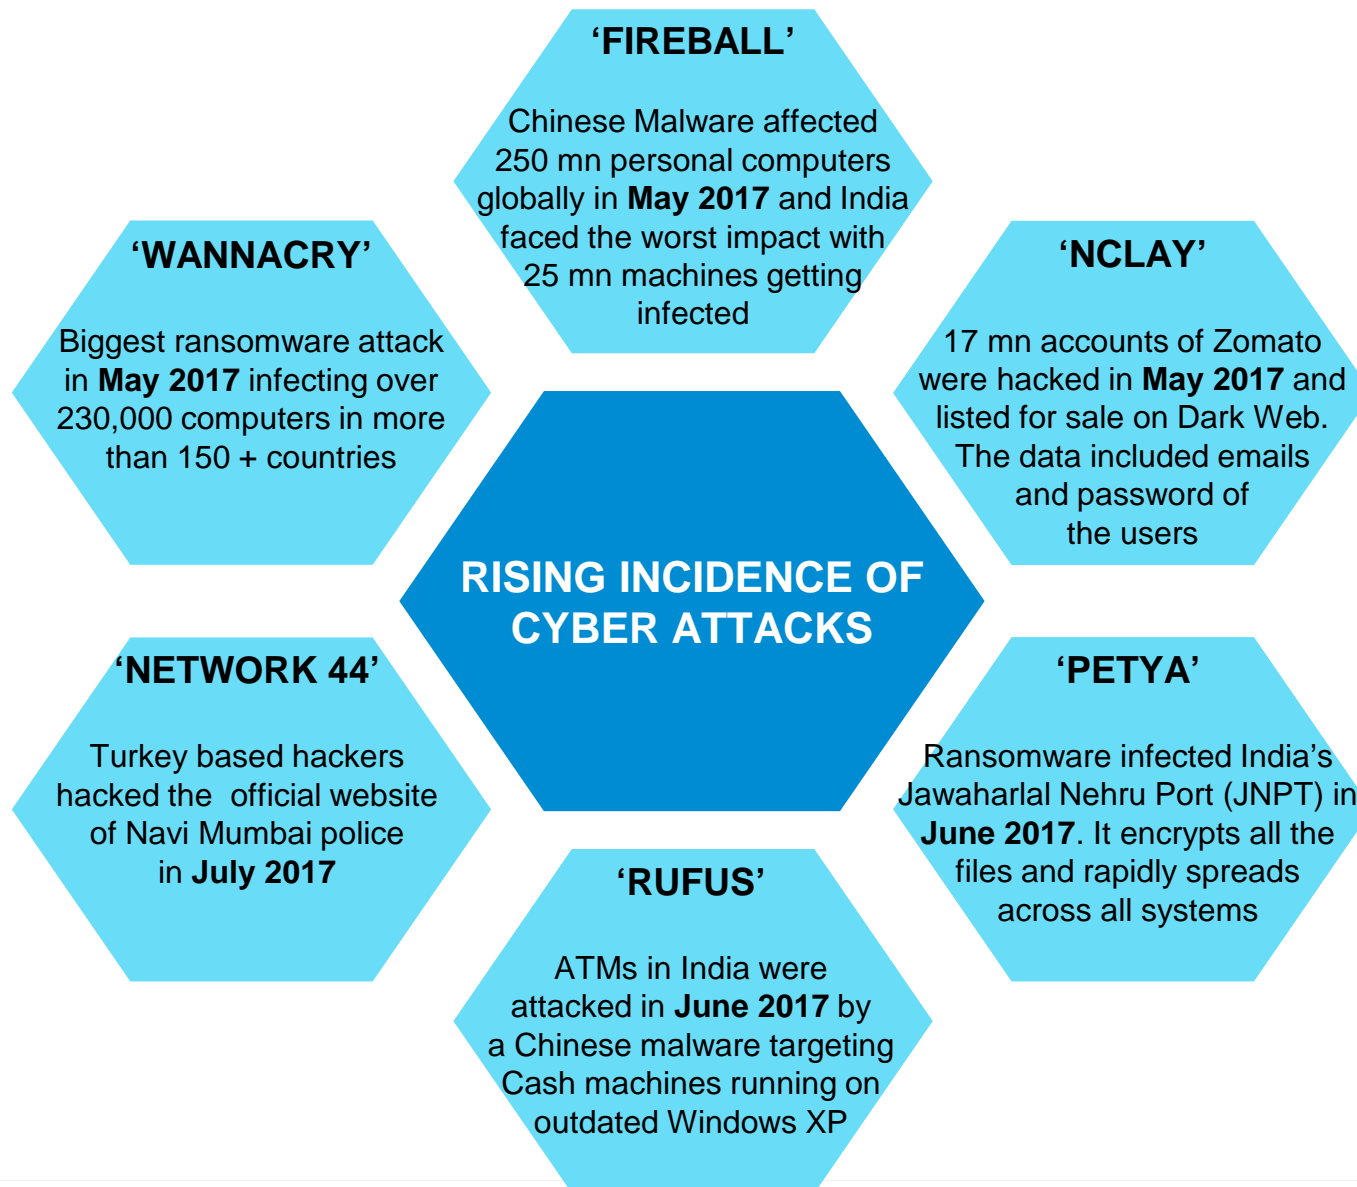 ‘FIREBALL’
Chinese Malware affected
250 mn personal computers
globally in May 2017 and India
faced the worst impact with
25 mn machines getting
infected
‘WANNACRY’
Biggest ransomware attack
in May 2017 infecting over
230,000 computers in more
than 150 + countries
‘NCLAY’
17 mn accounts of Zomato
were hacked in May 2017 and
listed for sale on Dark Web.
The data included emails
and password of
the users
RISING INCIDENCE OF
CYBER ATTACKS
‘NETWORK 44’
Turkey based hackers
hacked the  official website
of Navi Mumbai police
in July 2017
‘PETYA’
Ransomware infected India’s
Jawaharlal Nehru Port (JNPT) in
June 2017. It encrypts all the
files and rapidly spreads
across all systems
‘RUFUS’
ATMs in India were
attacked in June 2017 by
a Chinese malware targeting
Cash machines running on
outdated Windows XP